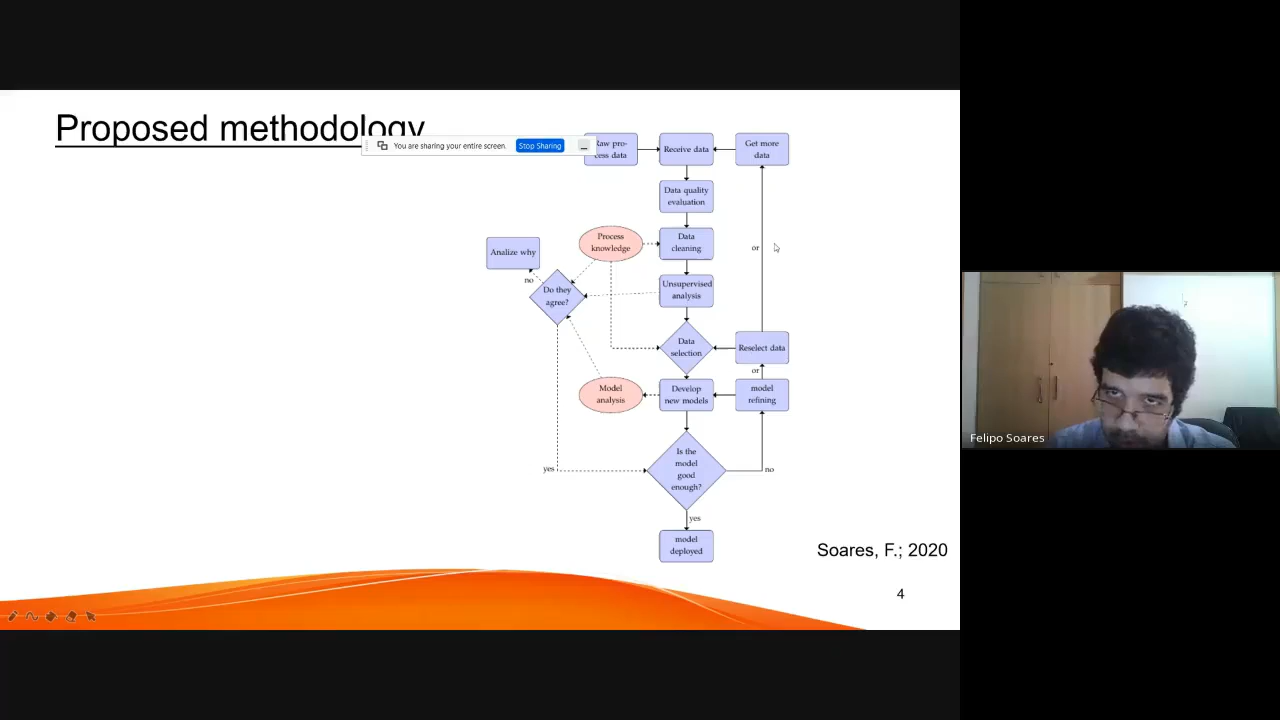 Proposed methodology
You are sharing your entire screen.
Stop Sharing
Raw pro-
cess data
Receive data
Get more
data
Data quality
evaluation
Process
knowledge
Data
cleaning
or
Analize why
no
Do they
agree?
Unsupervised
analysis
Data
selection
Reselect data
or
Model
analysis
Develop
new models
model
refining
Is the
model
good
enough?
yes
no
yes
model
deployed
Soares, F.; 2020
4
Felipo Soares